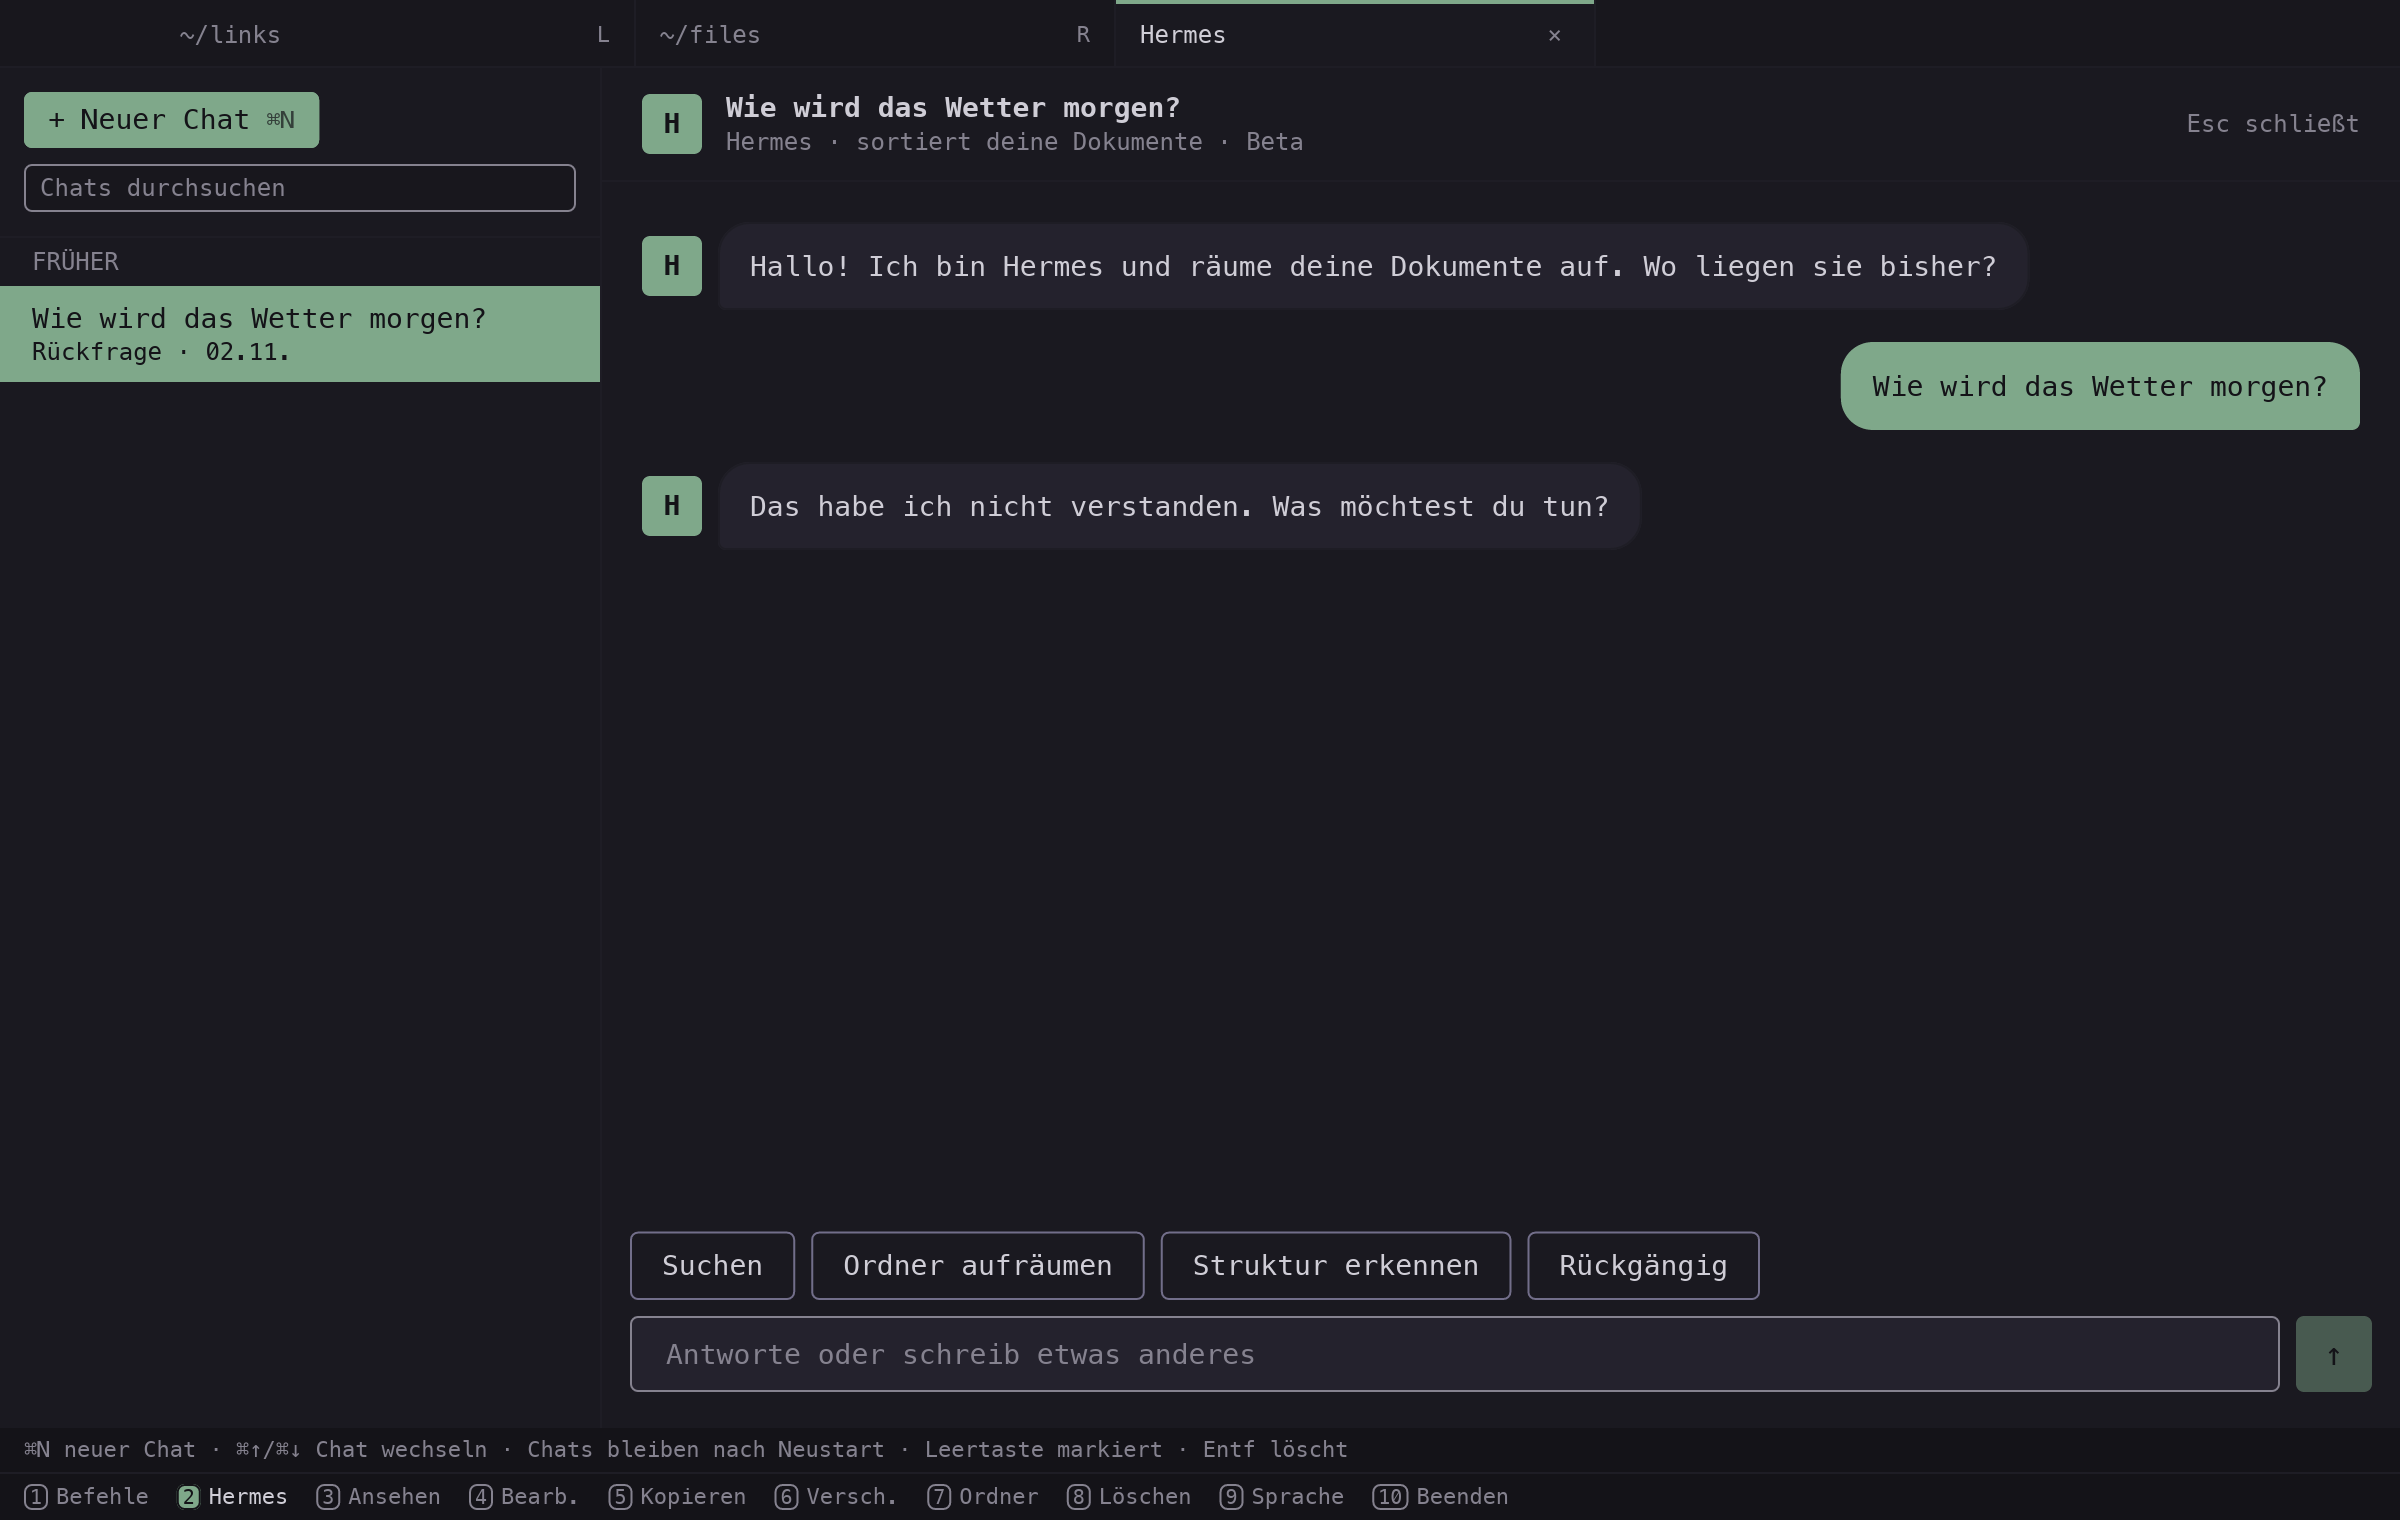 ~/links L ~/files R Hermes ×
+ Neuer Chat ⌘N
Chats durchsuchen
FRÜHER
Wie wird das Wetter morgen?
Rückfrage · 02.11.
H
Wie wird das Wetter morgen?
Hermes · sortiert deine Dokumente · Beta
Esc schließt
H
Hallo! Ich bin Hermes und räume deine Dokumente auf. Wo liegen sie bisher?
Wie wird das Wetter morgen?
H
Das habe ich nicht verstanden. Was möchtest du tun?
Suchen Ordner aufräumen Struktur erkennen Rückgängig
Antworte oder schreib etwas anderes ↑
⌘N neuer Chat · ⌘↑/⌘↓ Chat wechseln · Chats bleiben nach Neustart · Leertaste markiert · Entf löscht
1 Befehle 2 Hermes 3 Ansehen 4 Bearb. 5 Kopieren 6 Versch. 7 Ordner 8 Löschen 9 Sprache 10 Beenden